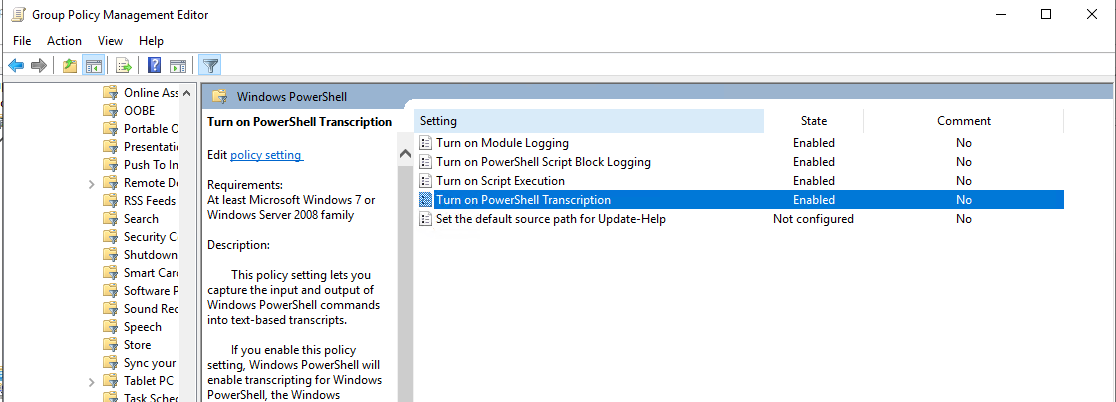 Group Policy Management Editor
File Action View Help
Online Ass
OOBE
Portable O
Presentatio
Push To In
Remote De
RSS Feeds
Search
Security C
Shutdown
Smart Card
Software P
Sound Rec
Speech
Store
Sync your
Tablet PC
Task Sched
Windows PowerShell
Turn on PowerShell Transcription
Edit policy setting
Requirements:
At least Microsoft Windows 7 or
Windows Server 2008 family
Description:
This policy setting lets you
capture the input and output of
Windows PowerShell commands
into text-based transcripts.
If you enable this policy
setting, Windows PowerShell will
enable transcripting for Windows
PowerShell, the Windows
Setting State Comment
Turn on Module Logging Enabled No
Turn on PowerShell Script Block Logging Enabled No
Turn on Script Execution Enabled No
Turn on PowerShell Transcription Enabled No
Set the default source path for Update-Help Not configured No